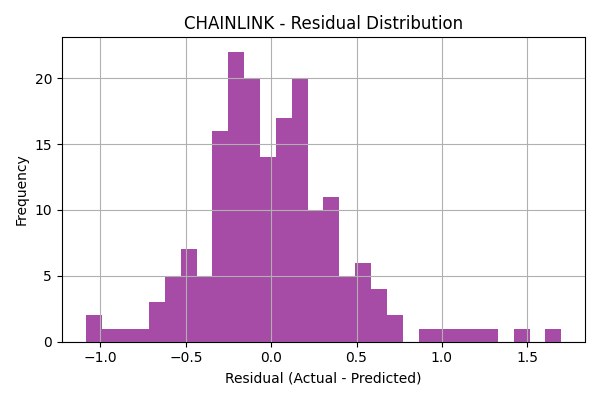 CHAINLINK - Residual Distribution
Frequency
20
15
10
5
0
−1.0 −0.5 0.0 0.5 1.0 1.5
Residual (Actual - Predicted)